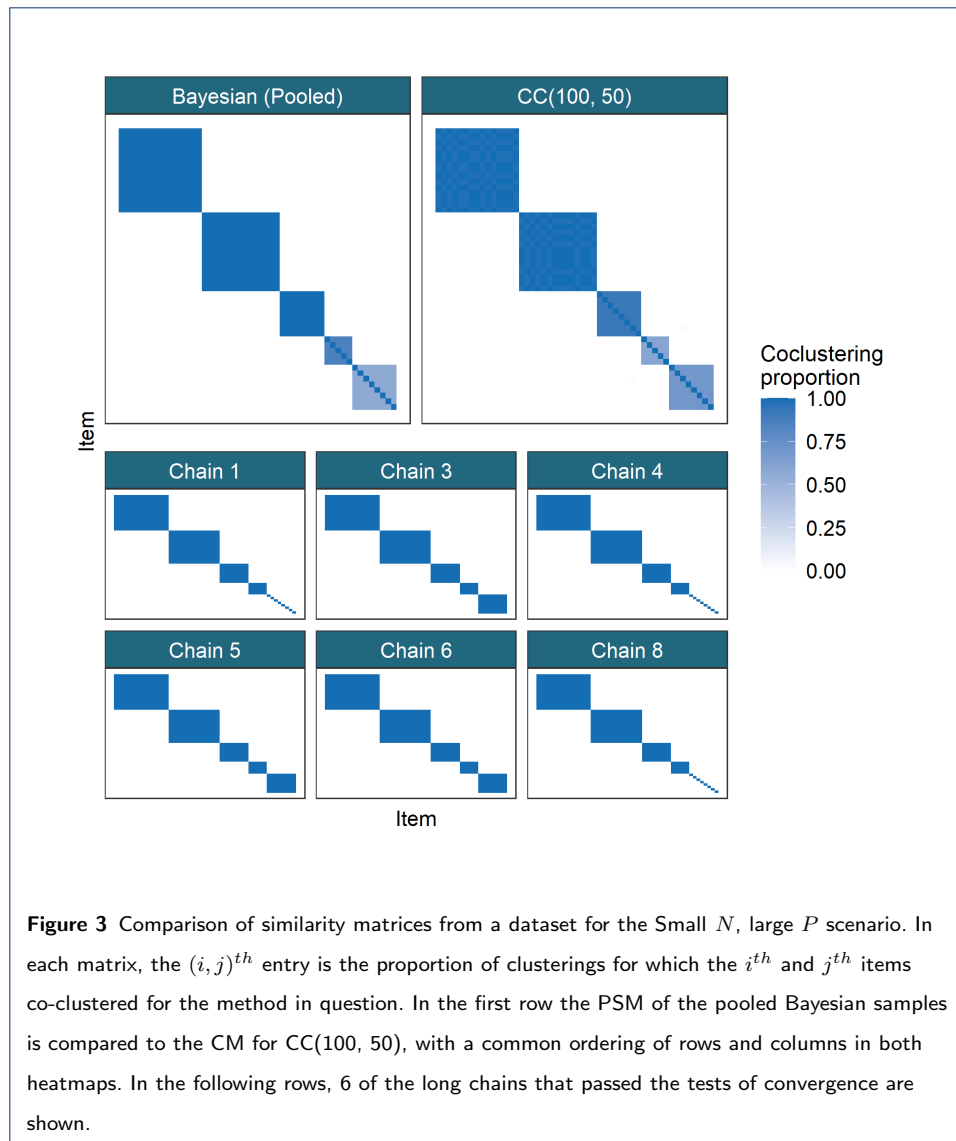 Bayesian (Pooled)
CC(100, 50)
Item
Coclustering
proportion
1.00
0.75
0.50
0.25
0.00
Chain 1
Chain 3
Chain 4
Chain 5
Chain 6
Chain 8
Item
Figure 3 Comparison of similarity matrices from a dataset for the Small N, large P scenario. In
each matrix, the (i, j)^{th} entry is the proportion of clusterings for which the i^{th} and j^{th} items
co-clustered for the method in question. In the first row the PSM of the pooled Bayesian samples
is compared to the CM for CC(100, 50), with a common ordering of rows and columns in both
heatmaps. In the following rows, 6 of the long chains that passed the tests of convergence are
shown.